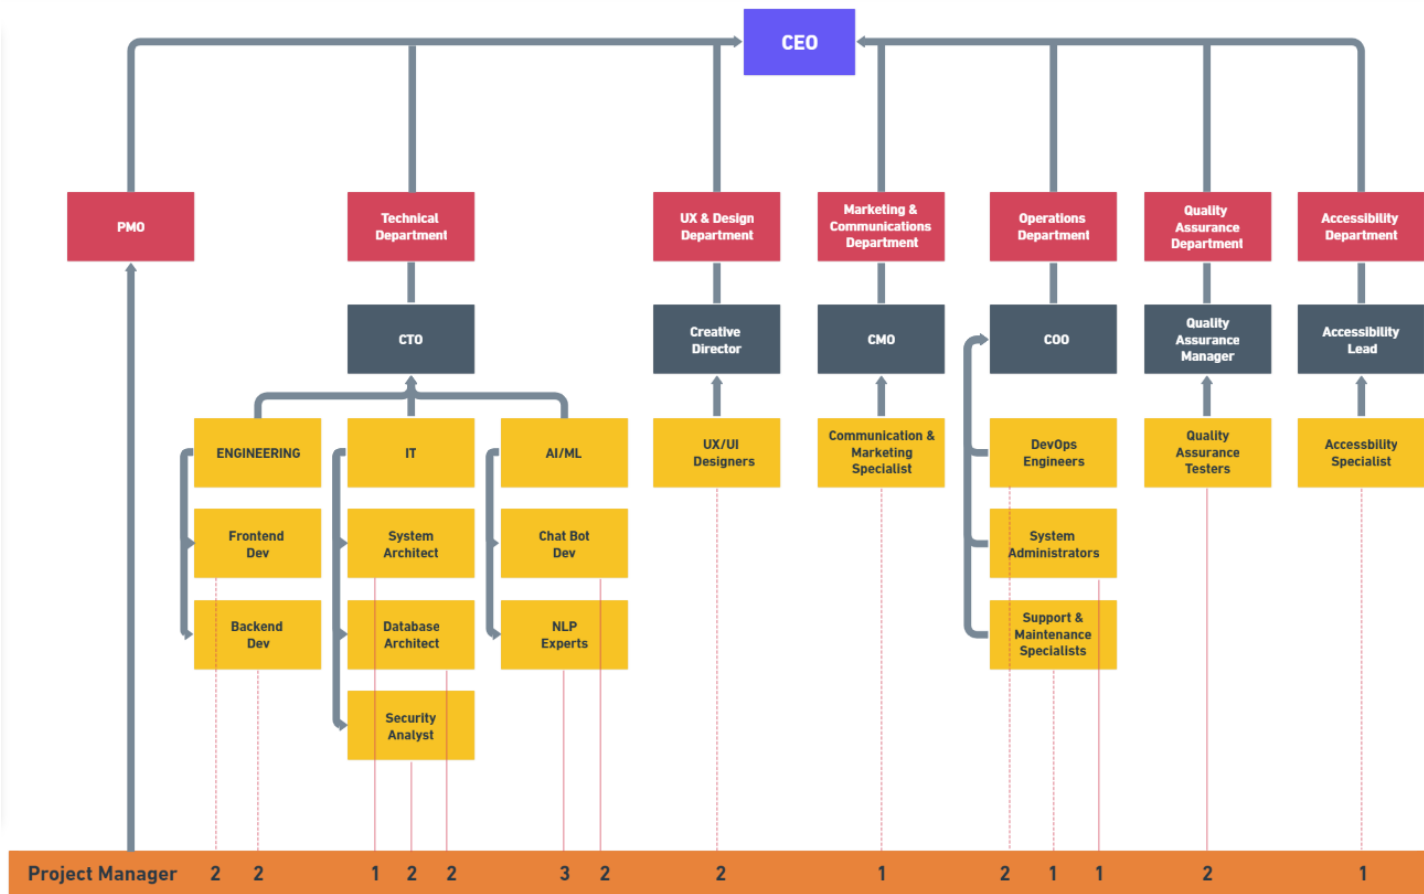 CEO
PMO
Technical
Department
UX & Design
Department
Marketing &
Communications
Department
Operations
Department
Quality
Assurance
Department
Accessibility
Department
CTO
Creative
Director
CMO
COO
Quality
Assurance
Manager
Accessibility
Lead
ENGINEERING
IT
AI/ML
UX/UI
Designers
Communication &
Marketing
Specialist
DevOps
Engineers
Quality
Assurance
Testers
Accessbility
Specialist
Frontend
Dev
System
Architect
Chat Bot
Dev
System
Administrators
Backend
Dev
Database
Architect
NLP
Experts
Support &
Maintenance
Specialists
Security
Analyst
Project Manager 2 2 1 2 2 3 2 2 1 2 1 1 2 1